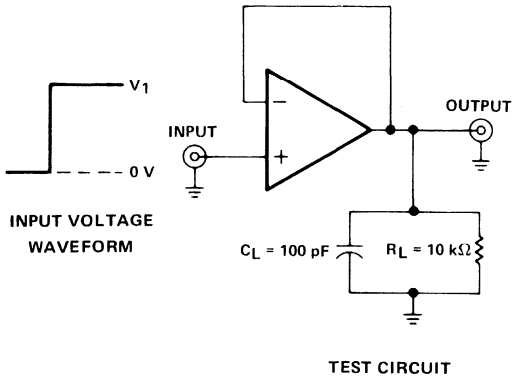 V1
0 V
INPUT VOLTAGE
WAVEFORM
INPUT
−
+
OUTPUT
CL = 100 pF
RL = 10 kΩ
TEST CIRCUIT